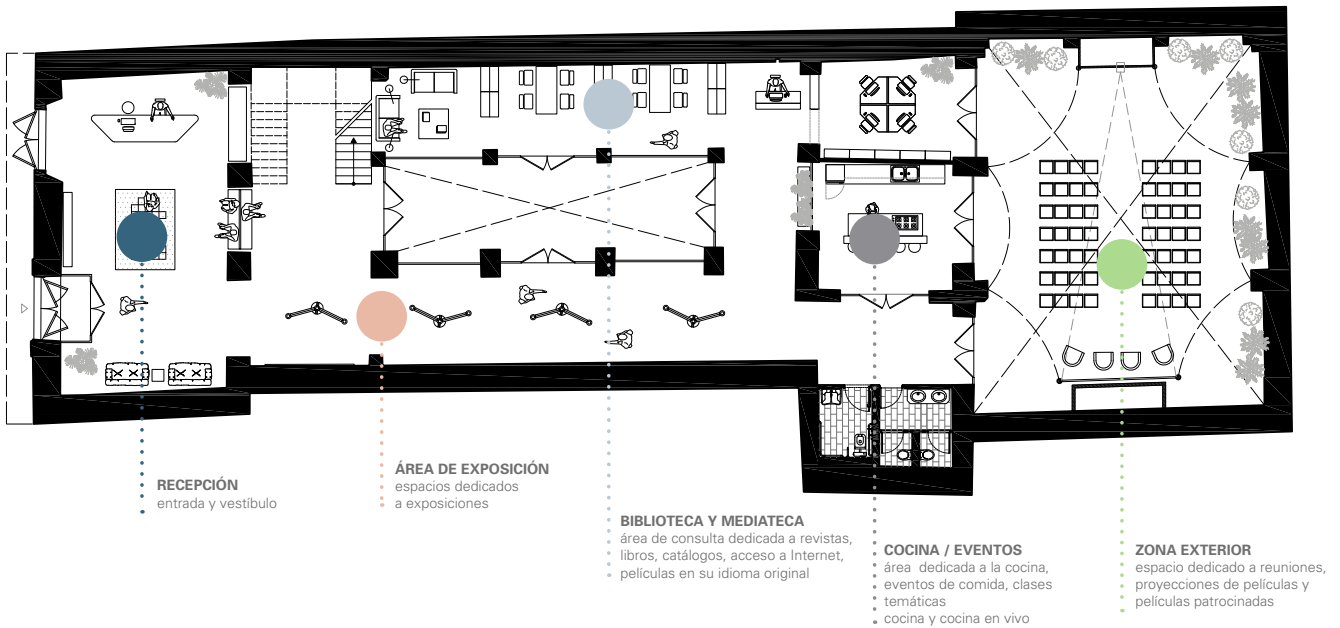 RECEPCIÓN
entrada y vestíbulo
ÁREA DE EXPOSICIÓN
espacios dedicados
a exposiciones
BIBLIOTECA Y MEDIATECA
área de consulta dedicada a revistas,
libros, catálogos, acceso a Internet,
películas en su idioma original
COCINA / EVENTOS
área dedicada a la cocina,
eventos de comida, clases
temáticas
cocina y cocina en vivo
ZONA EXTERIOR
espacio dedicado a reuniones,
proyecciones de películas y
películas patrocinadas